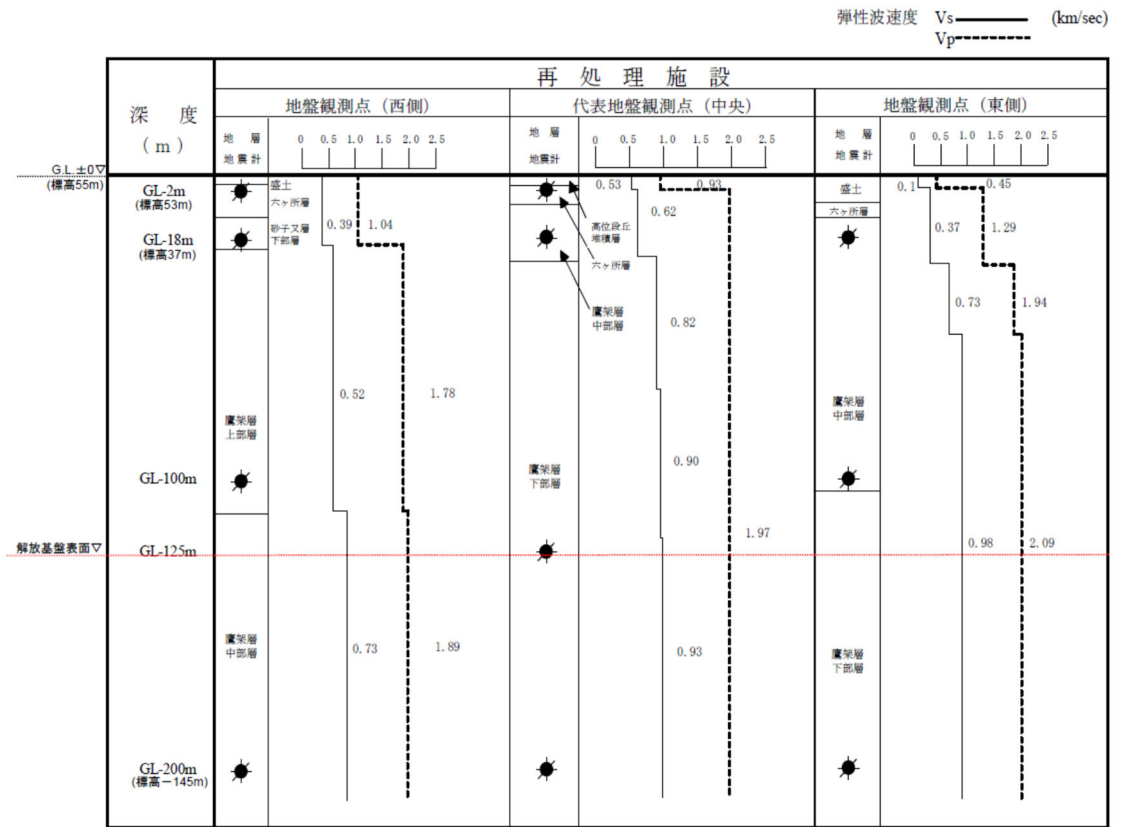 弾性波速度 Vs (km/sec)
Vp
再処理施設
深度
(m)
地盤観測点(西側)
代表地盤観測点(中央)
地盤観測点(東側)
地層
地震計
0 0.5 1.0 1.5 2.0 2.5
地層
地震計
0 0.5 1.0 1.5 2.0 2.5
地層
地震計
0 0.5 1.0 1.5 2.0 2.5
G.L.±0▽
(標高55m)
GL-2m
(標高53m)
GL-18m
(標高37m)
GL-100m
解放基盤表面▽
GL-125m
GL-200m
(標高-145m)
盛土
六ヶ所層
砂子又層
下部層
鷹架層
上部層
鷹架層
中部層
0.39
1.04
0.52
1.78
0.73
1.89
高位段丘
堆積層
六ヶ所層
鷹架層
中部層
鷹架層
下部層
0.53
0.93
0.62
0.82
0.90
1.97
0.93
盛土
六ヶ所層
鷹架層
中部層
鷹架層
下部層
0.1
0.45
0.37
1.29
0.73
1.94
0.98
2.09